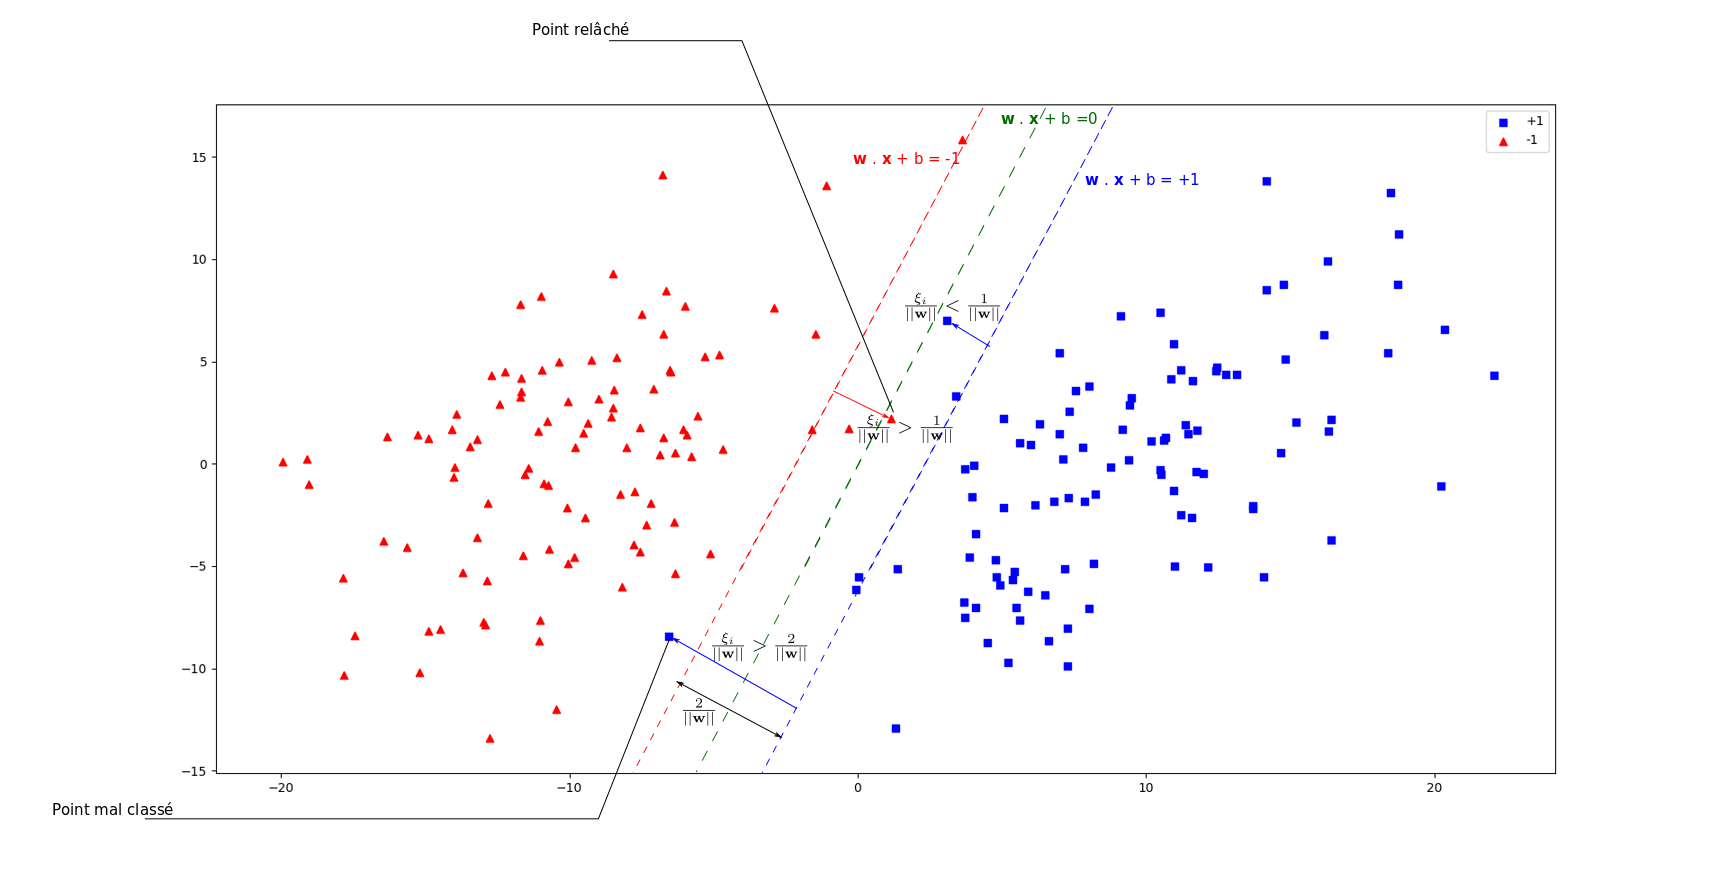 Point relâché
w . x + b =0
+1
-1
w . x + b = -1
w . x + b = +1
ξᵢ/||w|| < 1/||w||
ξᵢ/||w|| > 1/||w||
ξᵢ/||w|| > 2/||w||
2/||w||
15
10
5
0
−5
−10
−15
−20 −10 0 10 20
Point mal classé